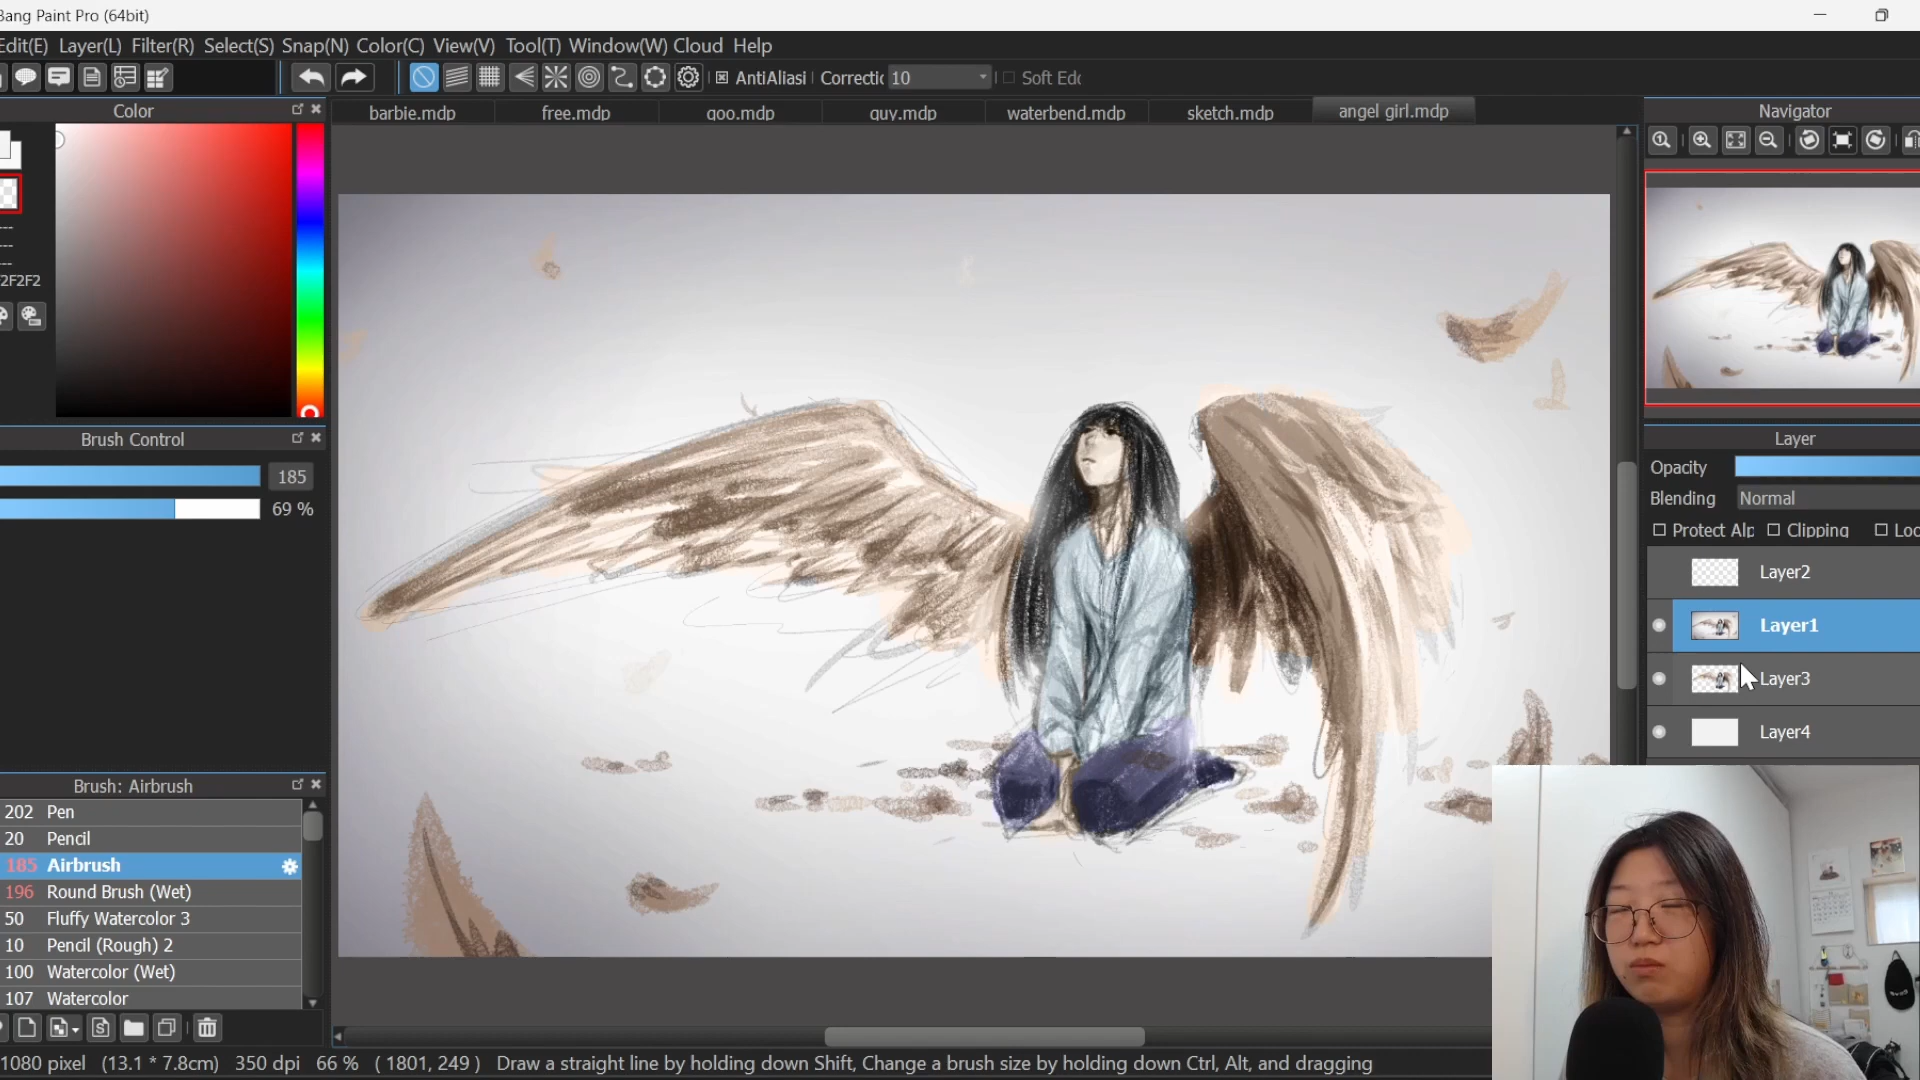 Bang Paint Pro (64bit)
Edit(E) Layer(L) Filter(R) Select(S) Snap(N) Color(C) View(V) Tool(T) Window(W) Cloud Help
AntiAliasi Correctic 10 Soft Edg
Color
barbie.mdp free.mdp goo.mdp guy.mdp waterbend.mdp sketch.mdp angel girl.mdp
Navigator
2F2F2
Brush Control
185
69 %
Layer
Opacity
Blending Normal
Protect Alp Clipping Loc
Layer2
Layer1
Layer3
Layer4
Brush: Airbrush
202 Pen
20 Pencil
185 Airbrush
196 Round Brush (Wet)
50 Fluffy Watercolor 3
10 Pencil (Rough) 2
100 Watercolor (Wet)
107 Watercolor
1080 pixel (13.1 * 7.8cm) 350 dpi 66 % ( 1801, 249 ) Draw a straight line by holding down Shift, Change a brush size by holding down Ctrl, Alt, and dragging